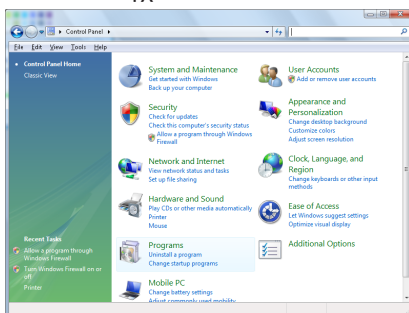 Control Panel
File Edit View Tools Help
Control Panel Home
Classic View
System and Maintenance
Get started with Windows
Back up your computer
Security
Check for updates
Check this computer's security status
Allow a program through Windows
Firewall
Network and Internet
View network status and tasks
Set up file sharing
Hardware and Sound
Play CDs or other media automatically
Printer
Mouse
Programs
Uninstall a program
Change startup programs
Mobile PC
Change battery settings
Adjust commonly used mobility
User Accounts
Add or remove user accounts
Appearance and
Personalization
Change desktop background
Customize colors
Adjust screen resolution
Clock, Language, and
Region
Change keyboards or other input
methods
Ease of Access
Let Windows suggest settings
Optimize visual display
Additional Options
Recent Tasks
Allow a program through
Windows Firewall
Turn Windows Firewall on or
off
Printer